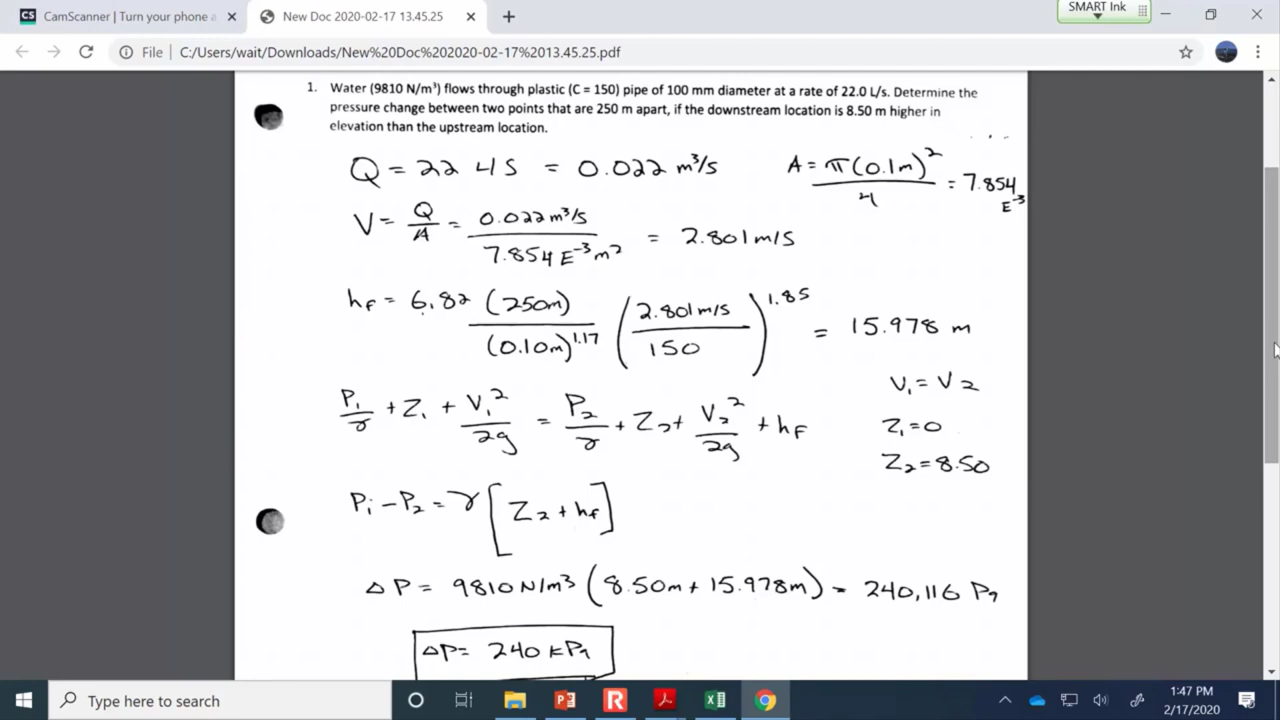 CS CamScanner | Turn your phone a
New Doc 2020-02-17 13.45.25
SMART Ink
File | C:/Users/wait/Downloads/New%20Doc%202020-02-17%2013.45.25.pdf
1. Water (9810 N/m³) flows through plastic (C = 150) pipe of 100 mm diameter at a rate of 22.0 L/s. Determine the
pressure change between two points that are 250 m apart, if the downstream location is 8.50 m higher in
elevation than the upstream location.
Q = 22 L/S = 0.022 m³/s
A = π(0.1m)² / 4 = 7.854 E⁻³
V = Q/A = 0.022 m³/s / 7.854 E⁻³ m² = 2.801 m/s
hf = 6.82 (250m) / (0.10m)^1.17 (2.801 m/s / 150)^1.85 = 15.978 m
V₁ = V₂
P₁/γ + Z₁ + V₁²/2g = P₂/γ + Z₂ + V₂²/2g + hf
Z₁ = 0
Z₂ = 8.50
P₁ - P₂ = γ [Z₂ + hf]
ΔP = 9810 N/m³ (8.50m + 15.978m) = 240,116 Pa
ΔP = 240 kPa
Type here to search
1:47 PM
2/17/2020